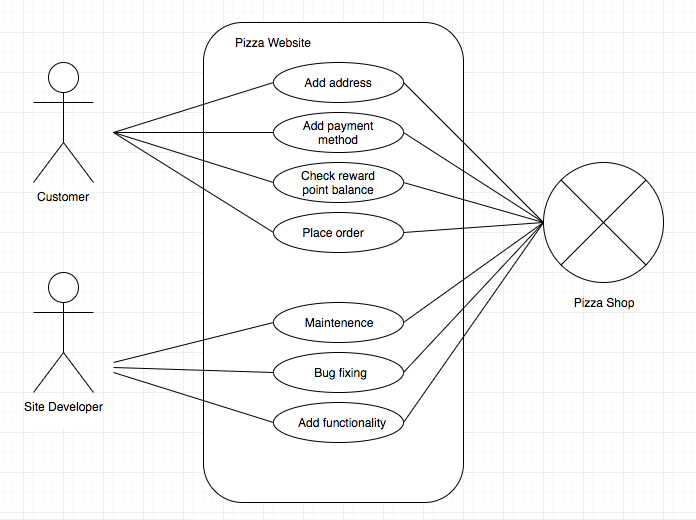 Pizza Website
Add address
Add payment
method
Check reward
point balance
Place order
Customer
Maintenence
Bug fixing
Add functionality
Site Developer
Pizza Shop